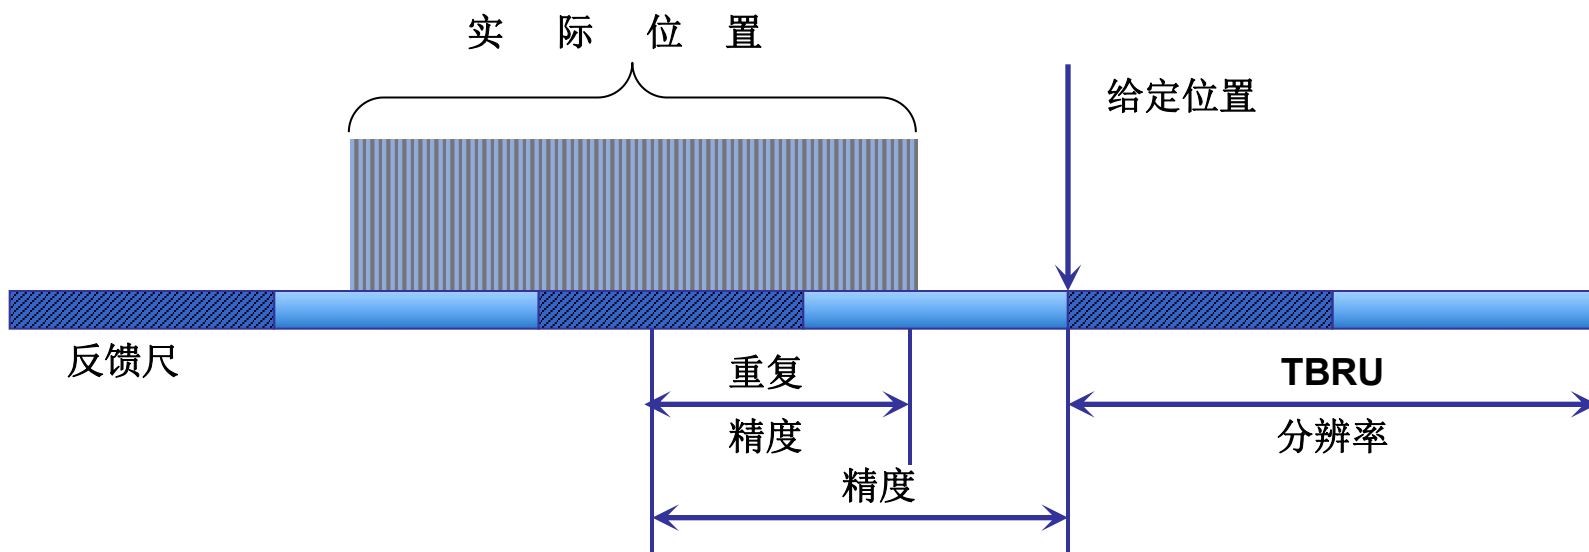 实 际 位 置
给定位置
反馈尺
重复
精度
TBRU
分辨率
精度